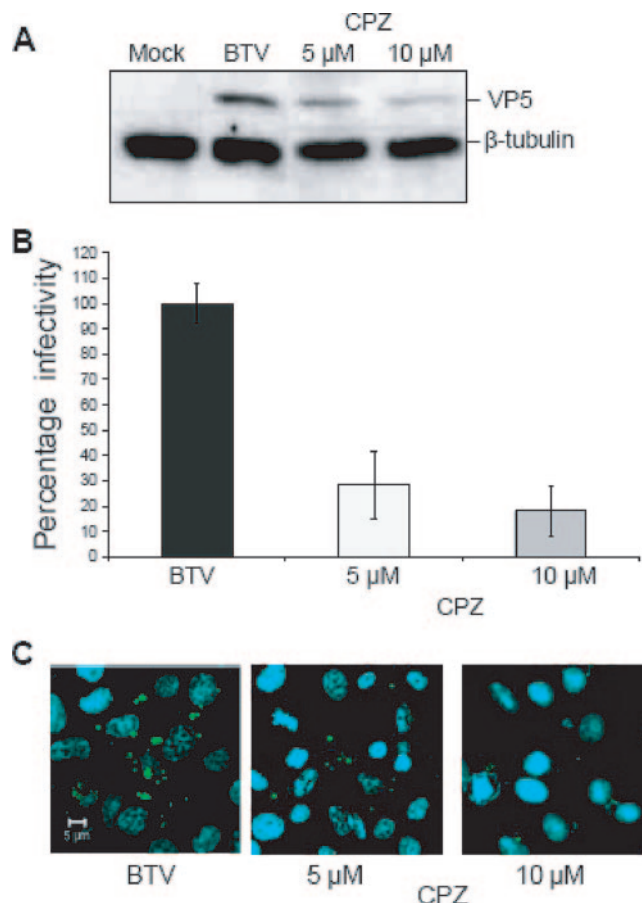 A
CPZ
Mock BTV 5 µM 10 µM
VP5
β-tubulin
B
Percentage infectivity
120
110
100
90
80
70
60
50
40
30
20
10
0
BTV 5 µM 10 µM
CPZ
C
5 µm
BTV 5 µM 10 µM
CPZ